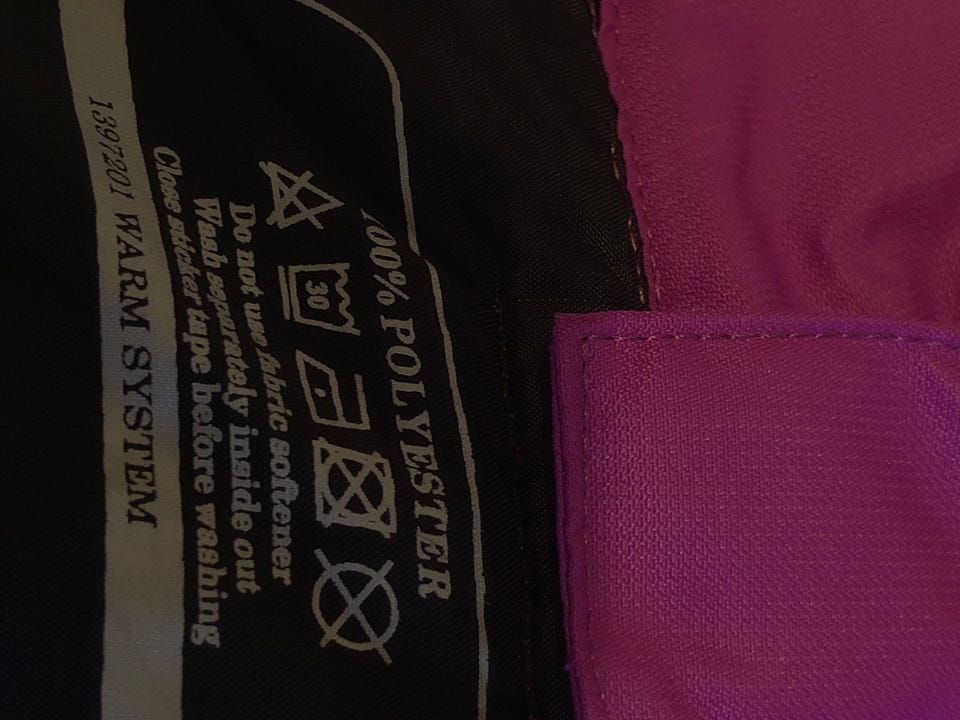 100% POLYESTER
30
Do not use fabric softener
Wash separately inside out
Close sticker tape before washing
1397201 WARM SYSTEM